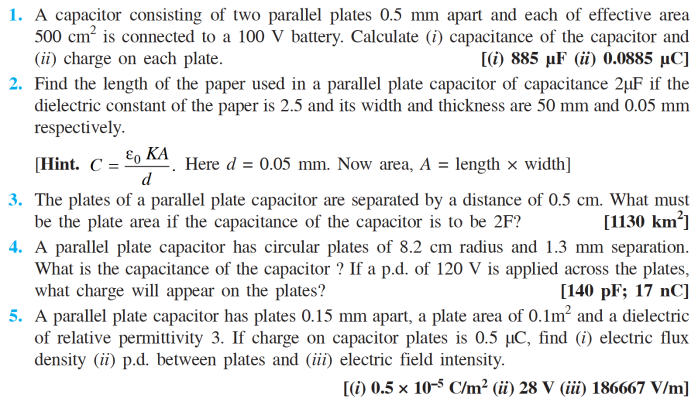 1. A capacitor consisting of two parallel plates 0.5 mm apart and each of effective area
500 cm² is connected to a 100 V battery. Calculate (i) capacitance of the capacitor and
(ii) charge on each plate. [(i) 885 μF (ii) 0.0885 μC]
2. Find the length of the paper used in a parallel plate capacitor of capacitance 2μF if the
dielectric constant of the paper is 2.5 and its width and thickness are 50 mm and 0.05 mm
respectively.
[Hint. C = ε₀ KA / d. Here d = 0.05 mm. Now area, A = length × width]
3. The plates of a parallel plate capacitor are separated by a distance of 0.5 cm. What must
be the plate area if the capacitance of the capacitor is to be 2F? [1130 km²]
4. A parallel plate capacitor has circular plates of 8.2 cm radius and 1.3 mm separation.
What is the capacitance of the capacitor ? If a p.d. of 120 V is applied across the plates,
what charge will appear on the plates? [140 pF; 17 nC]
5. A parallel plate capacitor has plates 0.15 mm apart, a plate area of 0.1m² and a dielectric
of relative permittivity 3. If charge on capacitor plates is 0.5 μC, find (i) electric flux
density (ii) p.d. between plates and (iii) electric field intensity.
[(i) 0.5 × 10⁻⁵ C/m² (ii) 28 V (iii) 186667 V/m]